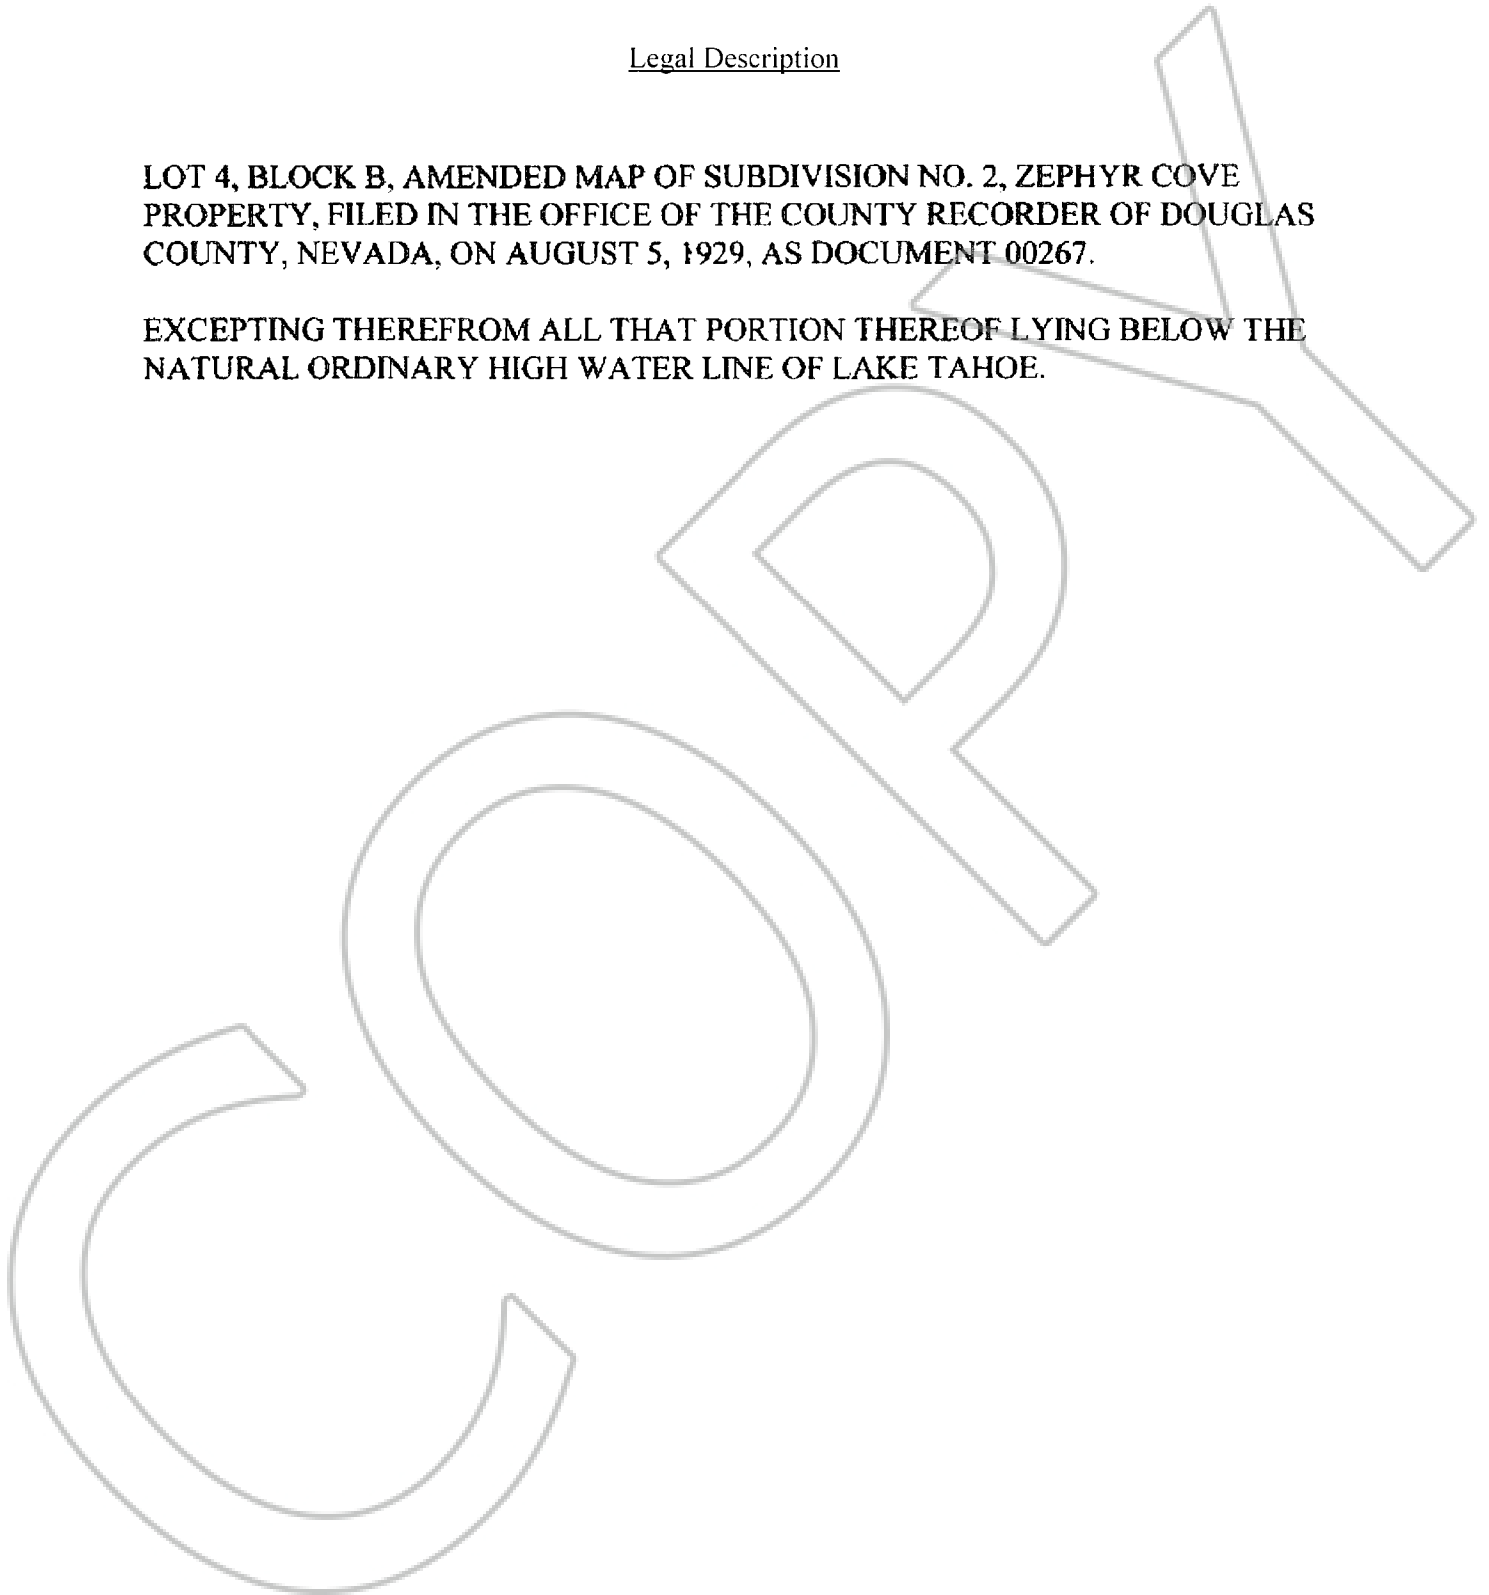 Legal Description
LOT 4, BLOCK B, AMENDED MAP OF SUBDIVISION NO. 2, ZEPHYR COVE
PROPERTY, FILED IN THE OFFICE OF THE COUNTY RECORDER OF DOUGLAS
COUNTY, NEVADA, ON AUGUST 5, 1929, AS DOCUMENT 00267.
EXCEPTING THEREFROM ALL THAT PORTION THEREOF LYING BELOW THE
NATURAL ORDINARY HIGH WATER LINE OF LAKE TAHOE.
COPY